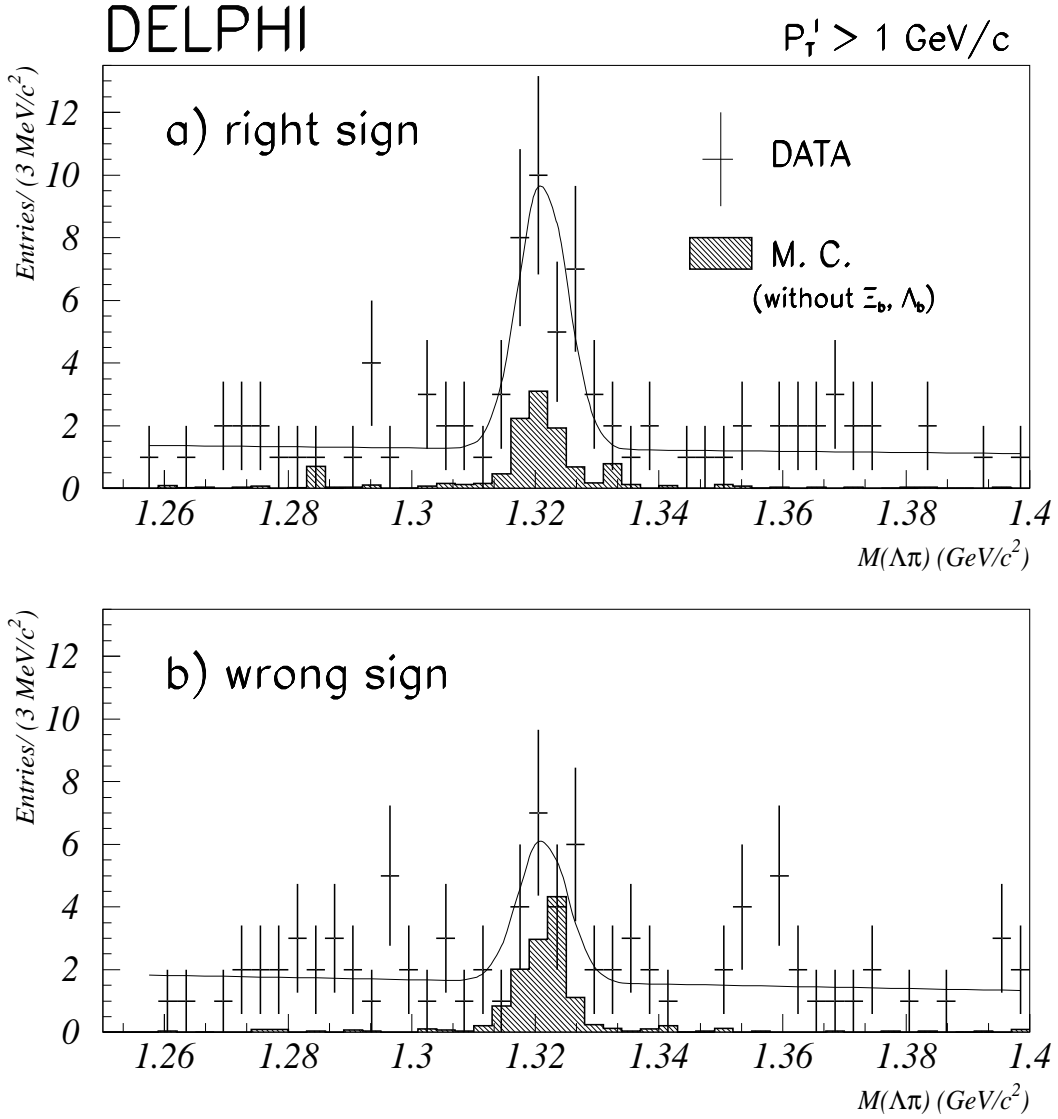 DELPHI
P_T^l > 1 GeV/c
Entries/ (3 MeV/c²)
a) right sign
DATA
M. C.
(without Ξ_b, Λ_b)
12
10
8
6
4
2
0
1.26 1.28 1.3 1.32 1.34 1.36 1.38 1.4
M(Λπ) (GeV/c²)
Entries/ (3 MeV/c²)
b) wrong sign
12
10
8
6
4
2
0
1.26 1.28 1.3 1.32 1.34 1.36 1.38 1.4
M(Λπ) (GeV/c²)